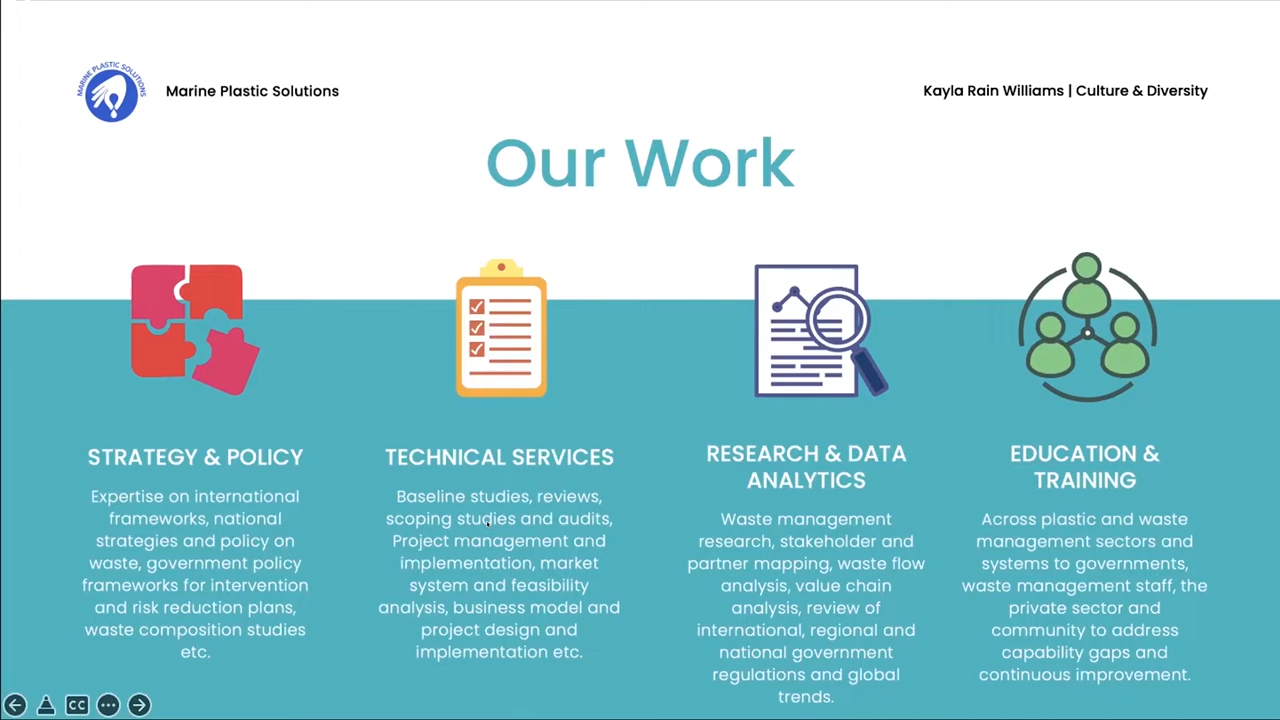 MARINE PLASTIC SOLUTIONS
Marine Plastic Solutions
Kayla Rain Williams | Culture & Diversity
Our Work
STRATEGY & POLICY
Expertise on international
frameworks, national
strategies and policy on
waste, government policy
frameworks for intervention
and risk reduction plans,
waste composition studies
etc.
TECHNICAL SERVICES
Baseline studies, reviews,
scoping studies and audits,
Project management and
implementation, market
system and feasibility
analysis, business model and
project design and
implementation etc.
RESEARCH & DATA
ANALYTICS
Waste management
research, stakeholder and
partner mapping, waste flow
analysis, value chain
analysis, review of
international, regional and
national government
regulations and global
trends.
EDUCATION &
TRAINING
Across plastic and waste
management sectors and
systems to governments,
waste management staff, the
private sector and
community to address
capability gaps and
continuous improvement.
CC